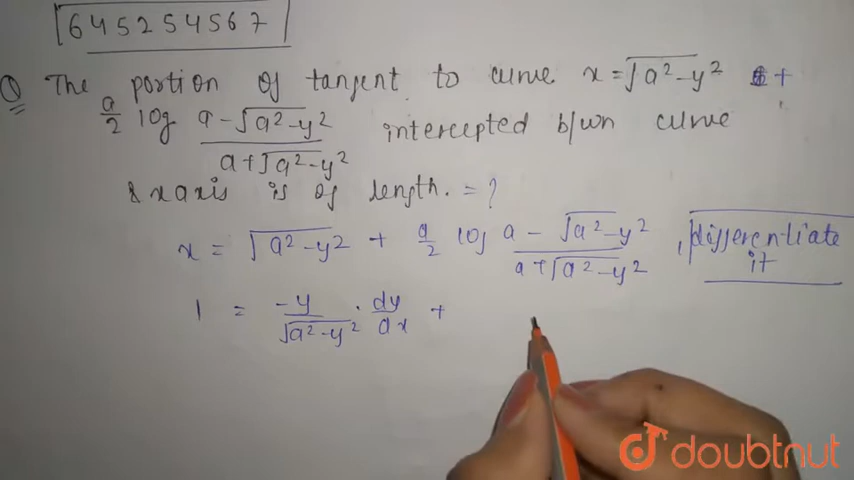 645254567
Q The portion of tangent to curve x = √a²-y² +
a/2 log a-√a²-y² / a+√a²-y² intercepted b/wn curve
& x axis is of length. = ?
x = √a²-y² + a/2 log a-√a²-y² / a+√a²-y² , differentiate it
1 = -y/√a²-y² · dy/dx +
doubtnut